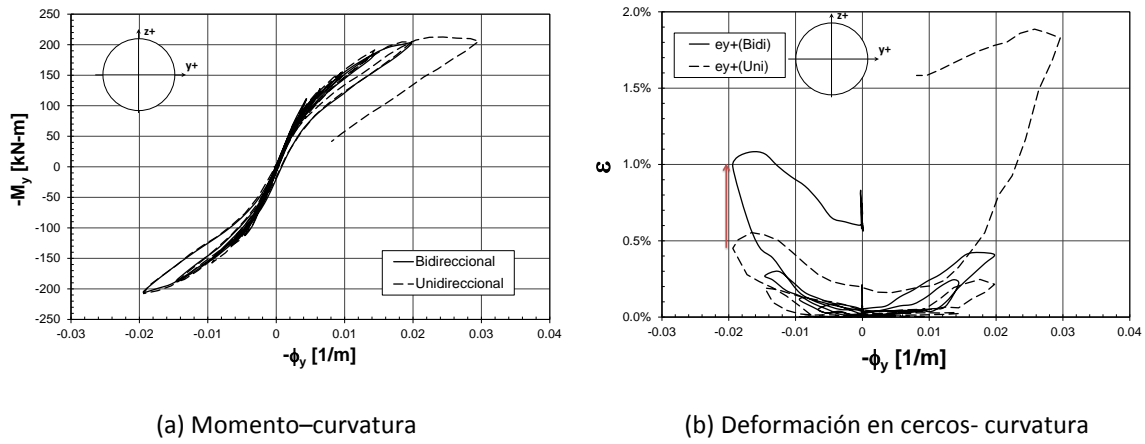 z+
y+
250
200
150
100
50
0
-50
-100
-150
-200
-250
-M_y [kN-m]
Bidireccional
Unidireccional
-0.03 -0.02 -0.01 0 0.01 0.02 0.03 0.04
-ϕ_y [1/m]
(a) Momento–curvatura
2.0%
1.5%
1.0%
0.5%
0.0%
ε
ey+(Bidi)
ey+(Uni)
z+
y+
-0.03 -0.02 -0.01 0 0.01 0.02 0.03 0.04
-ϕ_y [1/m]
(b) Deformación en cercos- curvatura